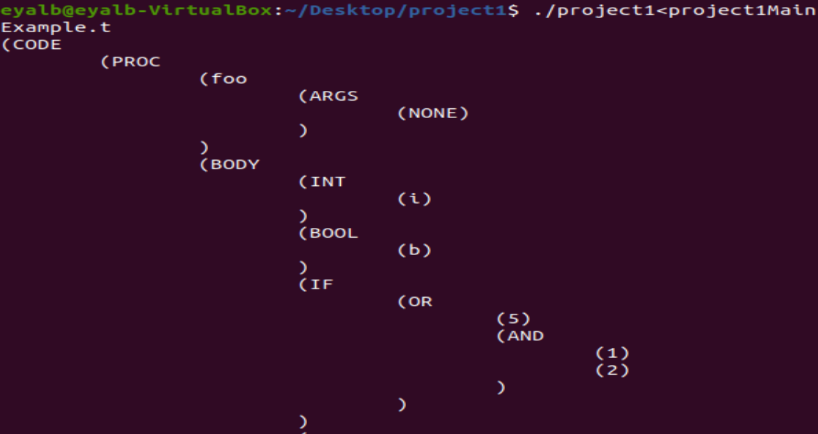 eyalb@eyalb-VirtualBox:~/Desktop/project1$ ./project1<project1Main
Example.t
(CODE
(PROC
(foo
(ARGS
(NONE)
)
)
(BODY
(INT
(i)
)
(BOOL
(b)
)
(IF
(OR
(5)
(AND
(1)
(2)
)
)
)